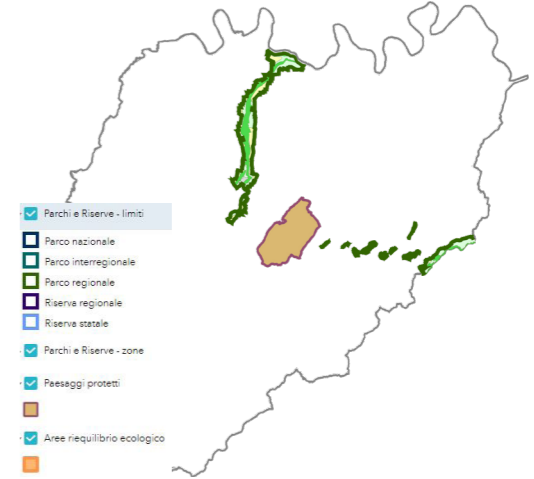 Parchi e Riserve - limiti
Parco nazionale
Parco interregionale
Parco regionale
Riserva regionale
Riserva statale
Parchi e Riserve - zone
Paesaggi protetti
Aree riequilibrio ecologico